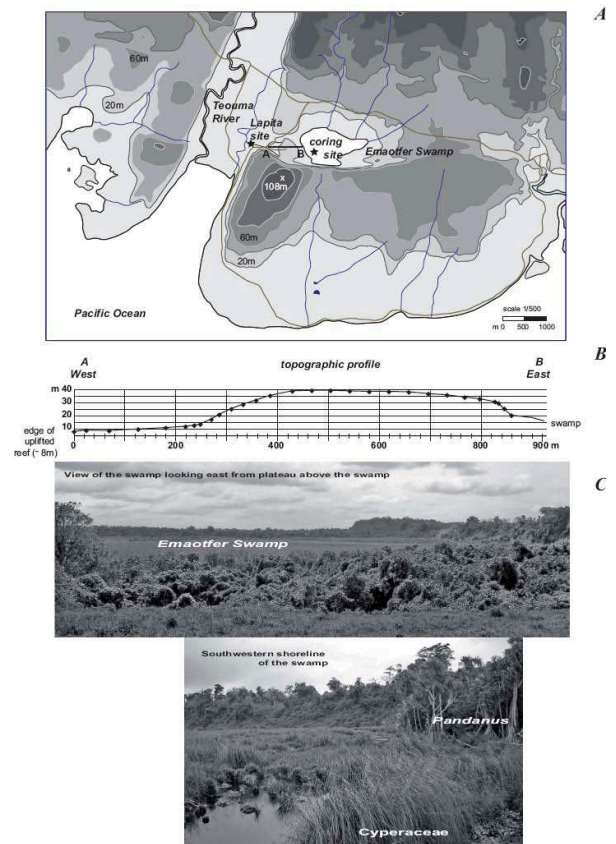 A
60m
20m
Teouma
River
Lapita
site
coring
site
A
B
Emaotfer Swamp
x
108m
60m
20m
Pacific Ocean
scale 1/500
m 0 500 1000
B
A
West
topographic profile
B
East
m 40
30
20
10
edge of
uplifted
reef (~ 8m)
swamp
0 200 400 600 800 900 m
C
View of the swamp looking east from plateau above the swamp
Emaotfer Swamp
Southwestern shoreline
of the swamp
Pandanus
Cyperaceae